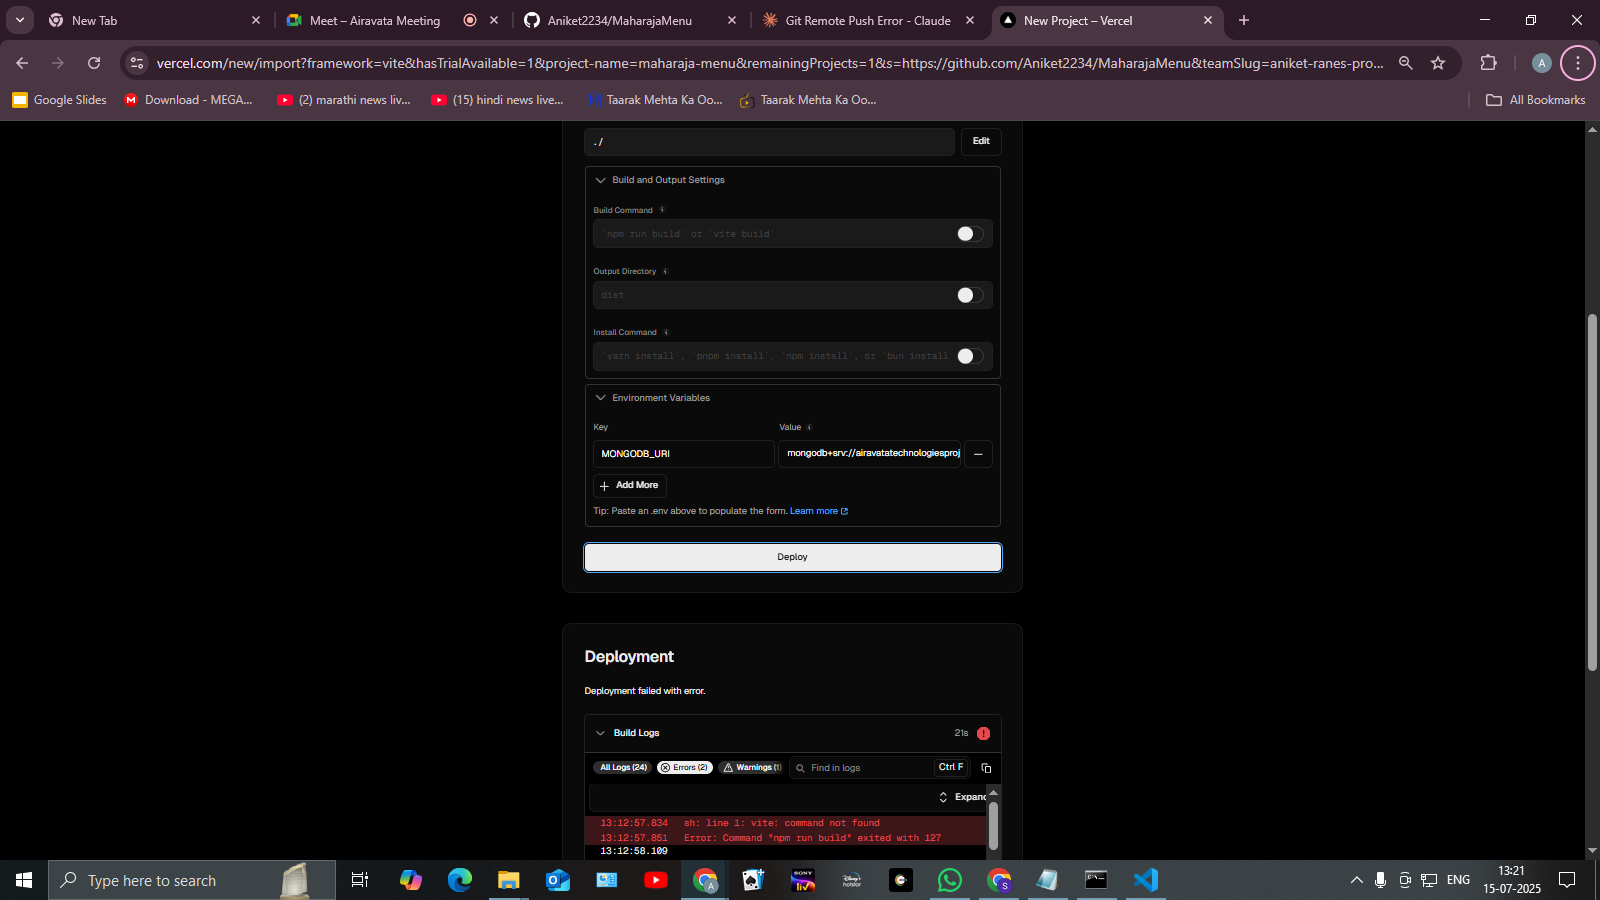 New Tab
Meet – Airavata Meeting
Aniket2234/MaharajaMenu
Git Remote Push Error - Claude
New Project – Vercel
vercel.com/new/import?framework=vite&hasTrialAvailable=1&project-name=maharaja-menu&remainingProjects=1&s=https://github.com/Aniket2234/MaharajaMenu&teamSlug=aniket-ranes-pro...
A
Google Slides
Download - MEGA...
(2) marathi news liv...
(15) hindi news live...
Taarak Mehta Ka Oo...
Taarak Mehta Ka Oo...
All Bookmarks
./
Edit
Build and Output Settings
Build Command
`npm run build` or `vite build`
Output Directory
dist
Install Command
`yarn install`, `pnpm install`, `npm install`, or `bun install
Environment Variables
Key
Value
MONGODB_URI
mongodb+srv://airavatatechnologiesproj
Add More
Tip: Paste an .env above to populate the form. Learn more
Deploy
Deployment
Deployment failed with error.
Build Logs
21s
All Logs (24)
Errors (2)
Warnings (1)
Find in logs
Ctrl F
Expand
13:12:57.834 sh: line 1: vite: command not found
13:12:57.851 Error: Command "npm run build" exited with 127
13:12:58.109
Type here to search
SONY
liv
Disney+
hotstar
A
S
ENG
13:21
15-07-2025